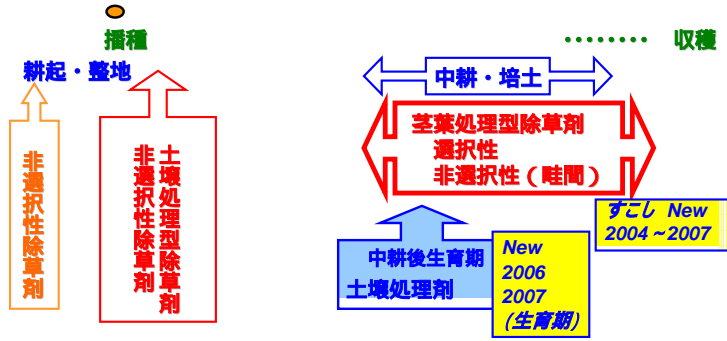 播種
‥‥‥‥ 収穫
耕起・整地
中耕・培土
茎葉処理型除草剤
選択性
非選択性（畦間）
非選択性除草剤
土壌処理型除草剤
非選択性除草剤
すこし New
2004～2007
中耕後生育期
土壌処理剤
New
2006
2007
(生育期）